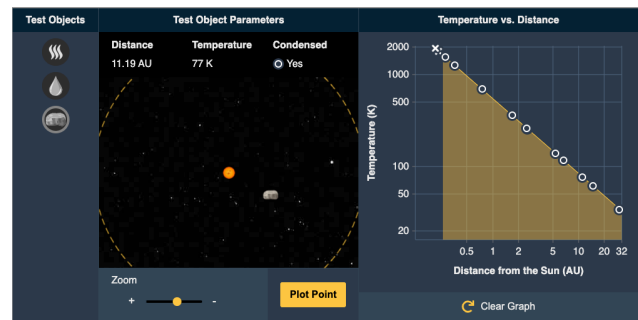 Test Objects
Test Object Parameters
Temperature vs. Distance
Distance Temperature Condensed
11.19 AU 77 K Yes
Zoom
+ -
Plot Point
Temperature (K)
2000
1000
500
100
50
20
0.5 1 2 5 10 20 32
Distance from the Sun (AU)
Clear Graph